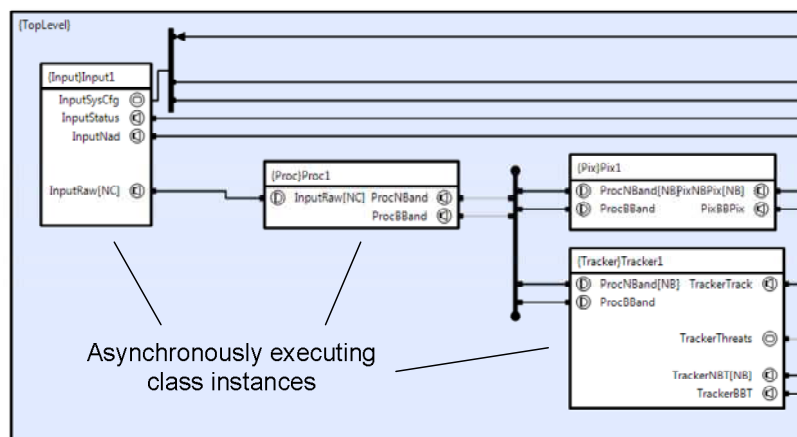 {TopLevel}
{Input}Input1
InputSysCfg
InputStatus
InputNad
InputRaw[NC]
{Proc}Proc1
InputRaw[NC] ProcNBand
ProcBBand
{Pix}Pix1
ProcNBand[NB]PixNBPix[NB]
ProcBBand PixBBPix
{Tracker}Tracker1
ProcNBand[NB] TrackerTrack
ProcBBand
TrackerThreats
TrackerNBT[NB]
TrackerBBT
Asynchronously executing
class instances